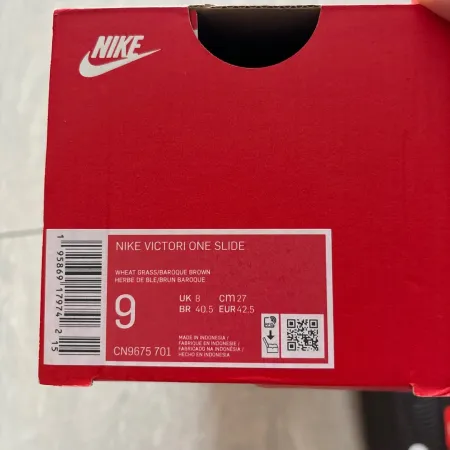 NIKE
NIKE VICTORI ONE SLIDE
WHEAT GRASS/BAROQUE BROWN
HERBE DE BLE/BRUN BAROQUE
9
UK 8 CM 27
BR 40.5 EUR 42.5
MADE IN INDONESIA /
FABRIQUE EN INDONESIE /
FABRICADO NA INDONÉSIA /
HECHO EN INDONESIA
CN9675 701
1 95869 17974 2 15